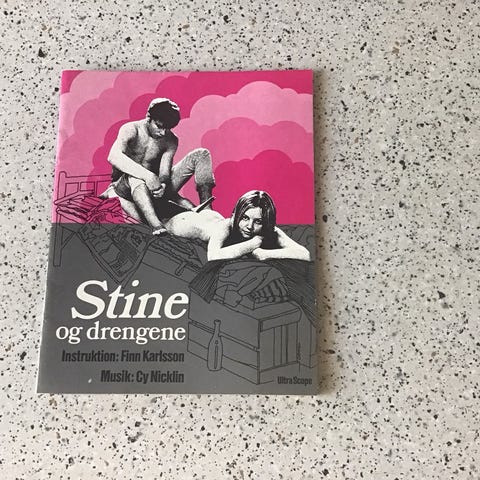 Stine
og drengene
Instruktion: Finn Karlsson
Musik: Cy Nicklin
UltraScope